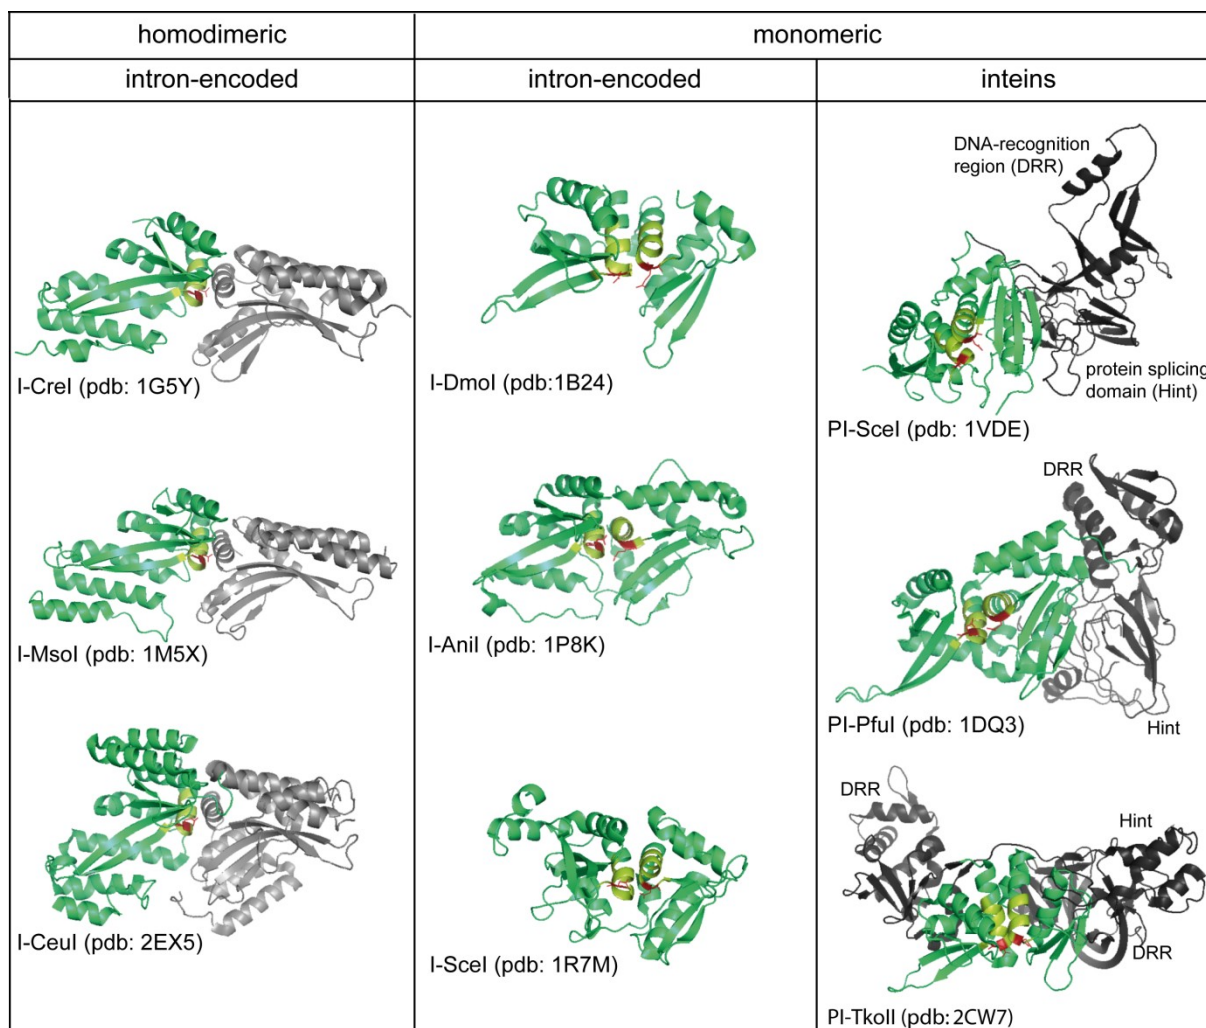 homodimeric
monomeric
intron-encoded
intron-encoded
inteins
I-CreI (pdb: 1G5Y)
I-MsoI (pdb: 1M5X)
I-CeuI (pdb: 2EX5)
I-DmoI (pdb:1B24)
I-AniI (pdb: 1P8K)
I-SceI (pdb: 1R7M)
DNA-recognition
region (DRR)
protein splicing
domain (Hint)
PI-SceI (pdb: 1VDE)
DRR
Hint
PI-PfuI (pdb: 1DQ3)
DRR
Hint
DRR
PI-TkoII (pdb: 2CW7)